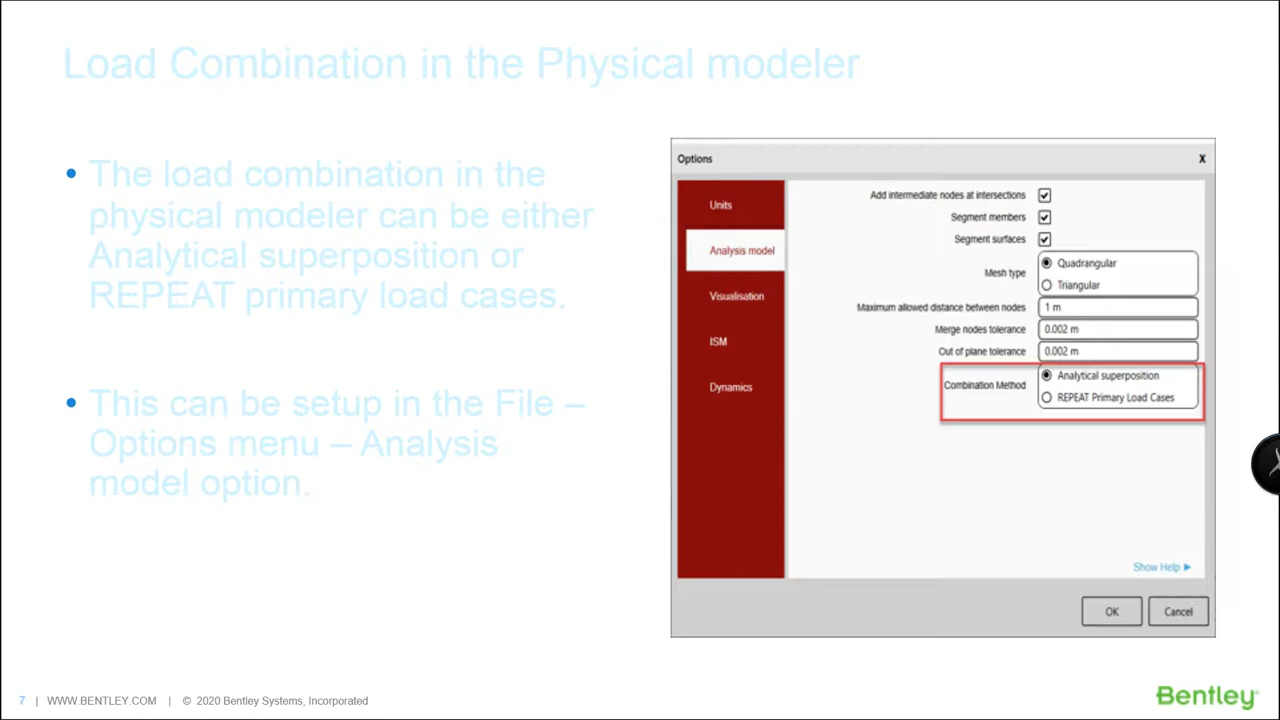 Load Combination in the Physical modeler
• The load combination in the
physical modeler can be either
Analytical superposition or
REPEAT primary load cases.
• This can be setup in the File –
Options menu – Analysis
model option.
Options X
Units
Analysis model
Visualisation
ISM
Dynamics
Add intermediate nodes at intersections
Segment members
Segment surfaces
Mesh type
Quadrangular
Triangular
Maximum allowed distance between nodes 1 m
Merge nodes tolerance 0.002 m
Out of plane tolerance 0.002 m
Combination Method
Analytical superposition
REPEAT Primary Load Cases
Show Help ▶
OK Cancel
7 | WWW.BENTLEY.COM | © 2020 Bentley Systems, Incorporated
Bentley